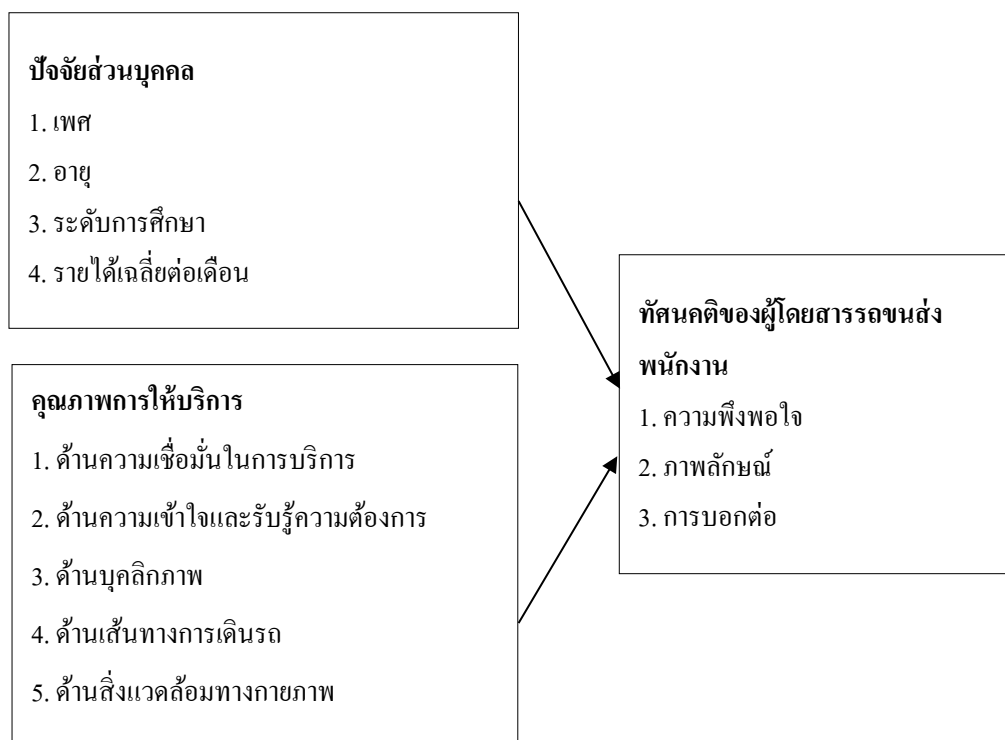 ปัจจัยส่วนบุคคล
1. เพศ
2. อายุ
3. ระดับการศึกษา
4. รายได้เฉลี่ยต่อเดือน
คุณภาพการให้บริการ
1. ด้านความเชื่อมั่นในการบริการ
2. ด้านความเข้าใจและรับรู้ความต้องการ
3. ด้านบุคลิกภาพ
4. ด้านเส้นทางการเดินรถ
5. ด้านสิ่งแวดล้อมทางกายภาพ
ทัศนคติของผู้โดยสารรถขนส่ง
พนักงาน
1. ความพึงพอใจ
2. ภาพลักษณ์
3. การบอกต่อ